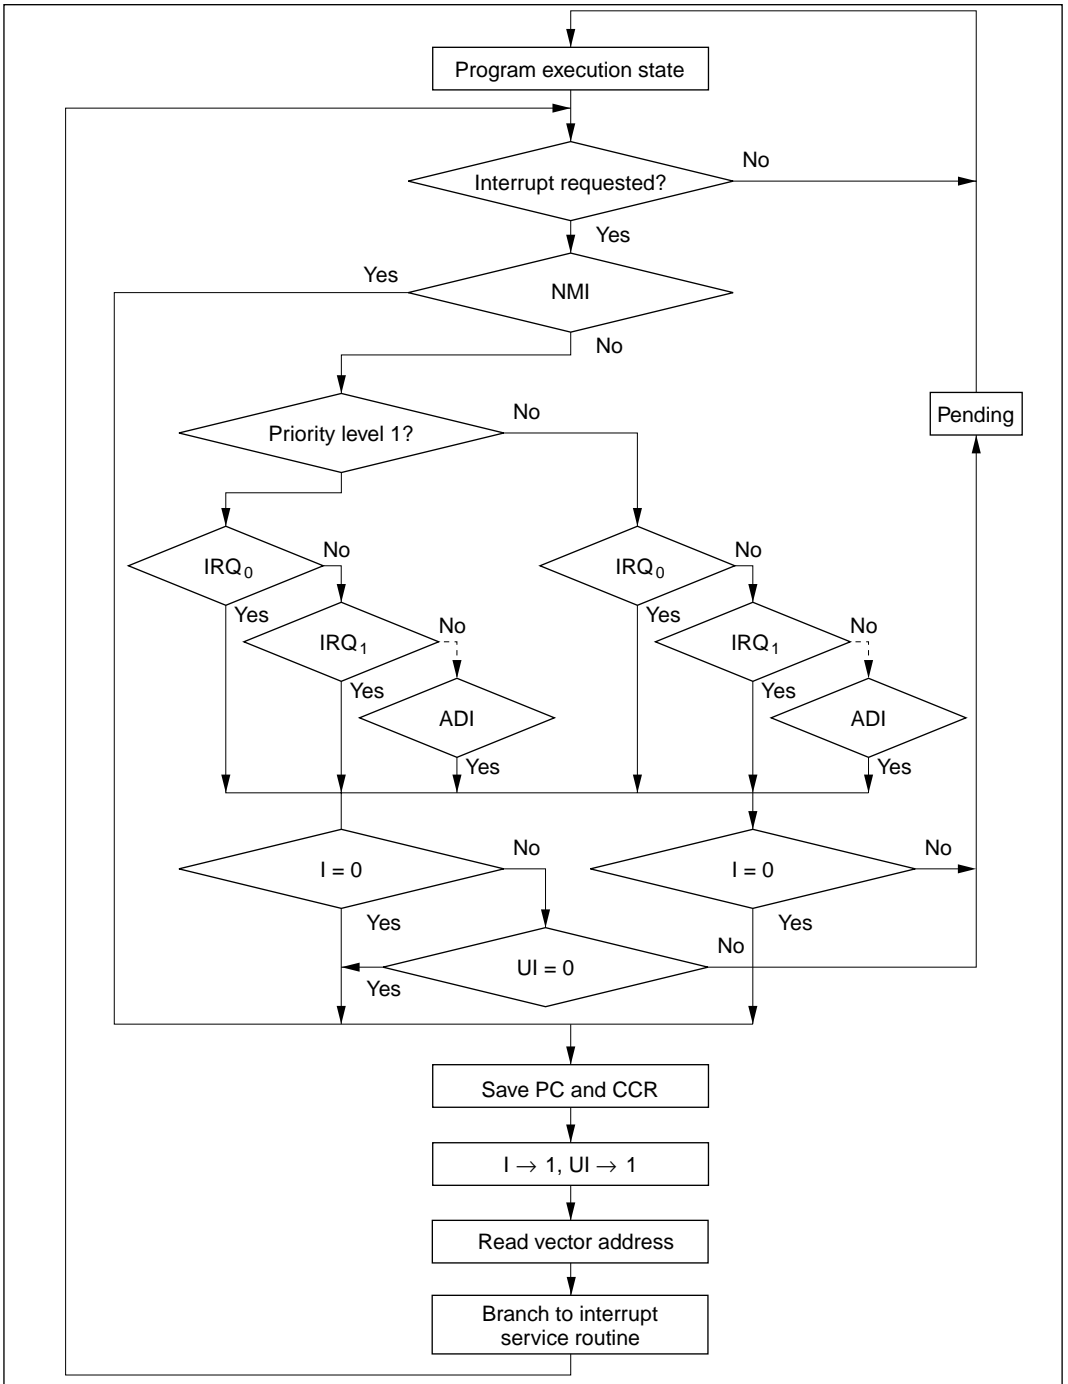 Program execution state
No
Interrupt requested?
Yes
Yes
NMI
No
No
Pending
Priority level 1?
No
No
IRQ0
IRQ0
Yes
No
Yes
No
IRQ1
IRQ1
Yes
Yes
ADI
ADI
Yes
Yes
No
No
I = 0
I = 0
Yes
Yes
No
UI = 0
Yes
Save PC and CCR
I → 1, UI → 1
Read vector address
Branch to interrupt
service routine